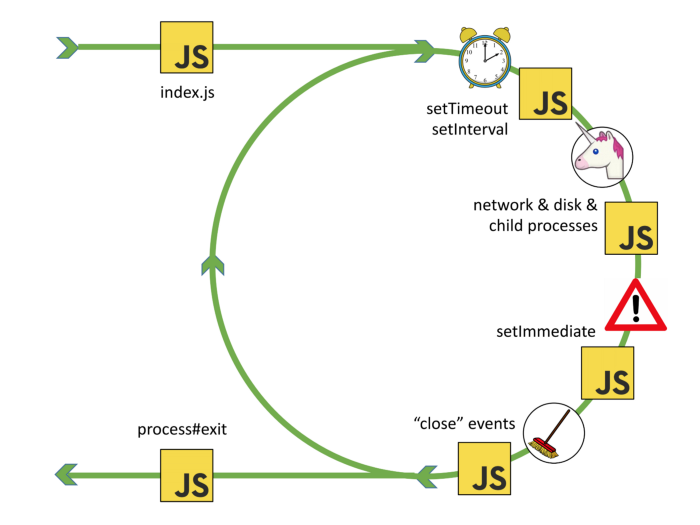 JS
index.js
setTimeout
setInterval
JS
network & disk &
child processes
JS
!
setImmediate
JS
"close" events
JS
process#exit
JS